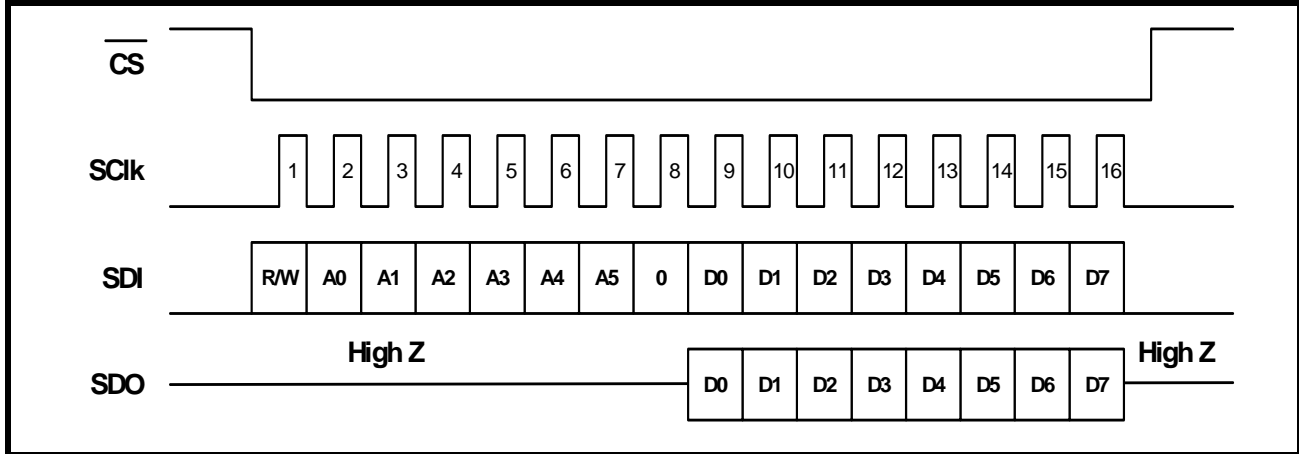 CS
SClk 1 2 3 4 5 6 7 8 9 10 11 12 13 14 15 16
SDI R/W A0 A1 A2 A3 A4 A5 0 D0 D1 D2 D3 D4 D5 D6 D7
High Z High Z
SDO D0 D1 D2 D3 D4 D5 D6 D7